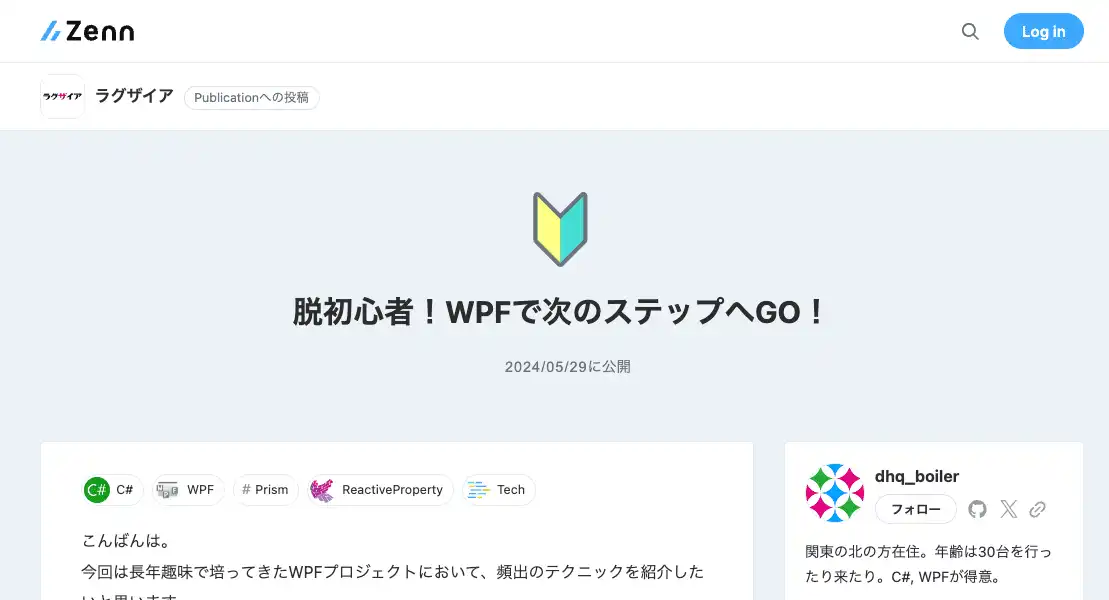 Zenn
Log in
ラグザイア
ラグザイア
Publicationへの投稿
脱初心者！WPFで次のステップへGO！
2024/05/29に公開
C# C#
WPF
# Prism
ReactiveProperty
Tech
こんばんは。
今回は長年趣味で培ってきたWPFプロジェクトにおいて、頻出のテクニックを紹介した
いと思います。
dhq_boiler
フォロー
関東の北の方在住。年齢は30台を行っ
たり来たり。C#, WPFが得意。